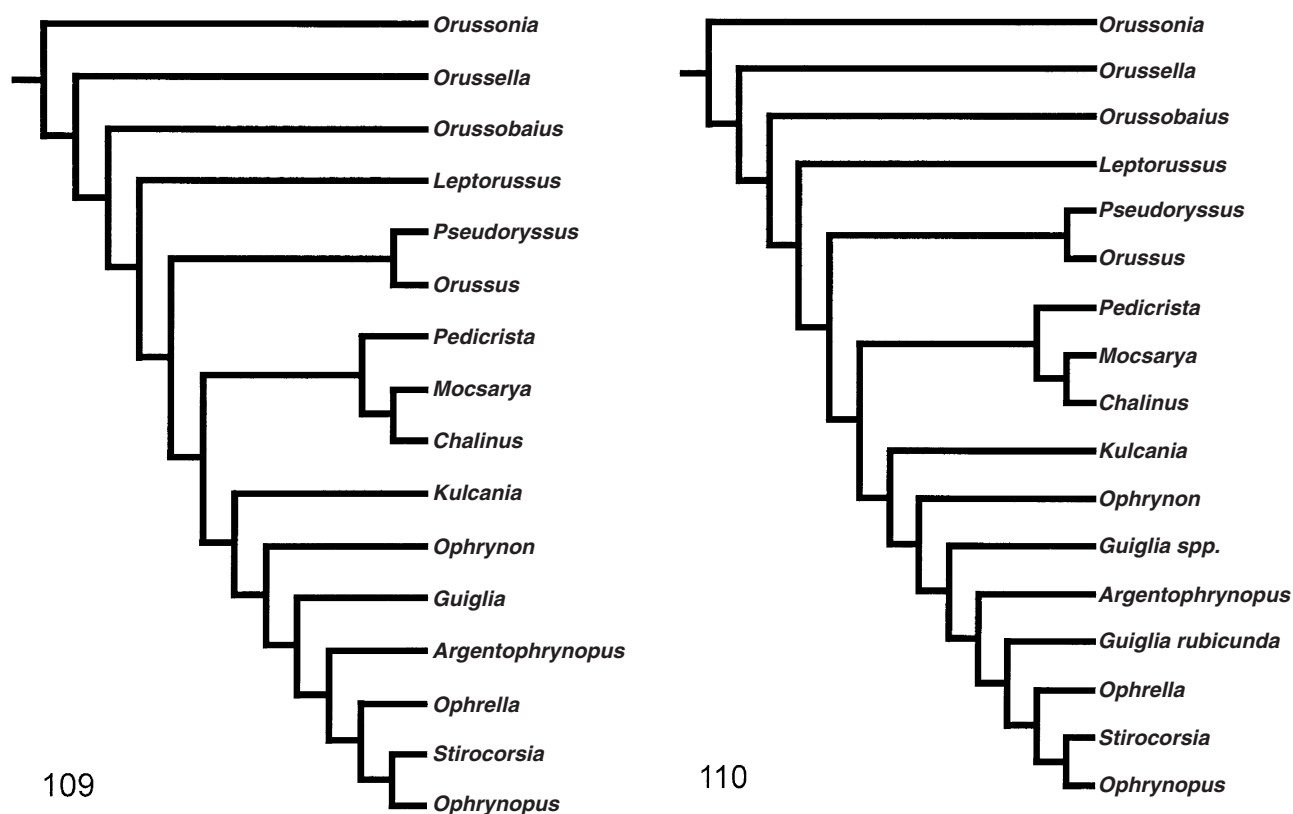 Orussonia
Orussella
Orussobaius
Leptorussus
Pseudoryssus
Orussus
Pedicrista
Mocsarya
Chalinus
Kulcania
Ophrynon
Guiglia
Argentophrynopus
Ophrella
Stirocorsia
Ophrynopus
109
Orussonia
Orussella
Orussobaius
Leptorussus
Pseudoryssus
Orussus
Pedicrista
Mocsarya
Chalinus
Kulcania
Ophrynon
Guiglia spp.
Argentophrynopus
Guiglia rubicunda
Ophrella
Stirocorsia
Ophrynopus
110